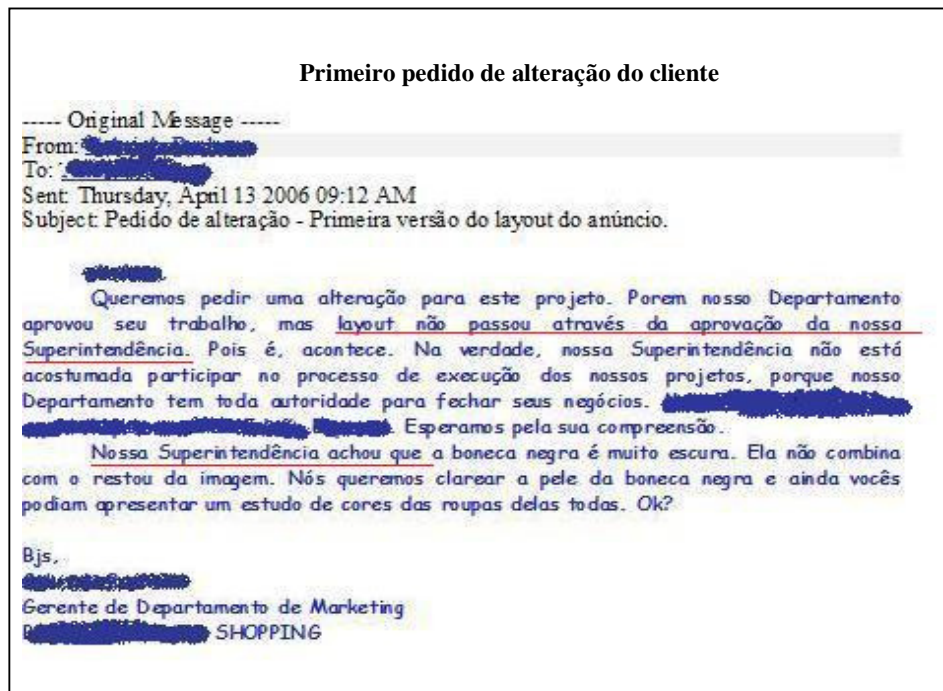 Primeiro pedido de alteração do cliente
----- Original Message -----
From:
To:
Sent: Thursday, April 13 2006 09:12 AM
Subject: Pedido de alteração - Primeira versão do layout do anúncio.
Queremos pedir uma alteração para este projeto. Porem nosso Departamento
aprovou seu trabalho, mas layout não passou através da aprovação da nossa
Superintendência. Pois é, acontece. Na verdade, nossa Superintendência não está
acostumada participar no processo de execução dos nossos projetos, porque nosso
Departamento tem toda autoridade para fechar seus negócios.
. Esperamos pela sua compreensão.
Nossa Superintendência achou que a boneca negra é muito escura. Ela não combina
com o restou da imagem. Nós queremos clarear a pele da boneca negra e ainda vocês
podiam apresentar um estudo de cores das roupas delas todas. Ok?
Bjs,
Gerente de Departamento de Marketing
SHOPPING